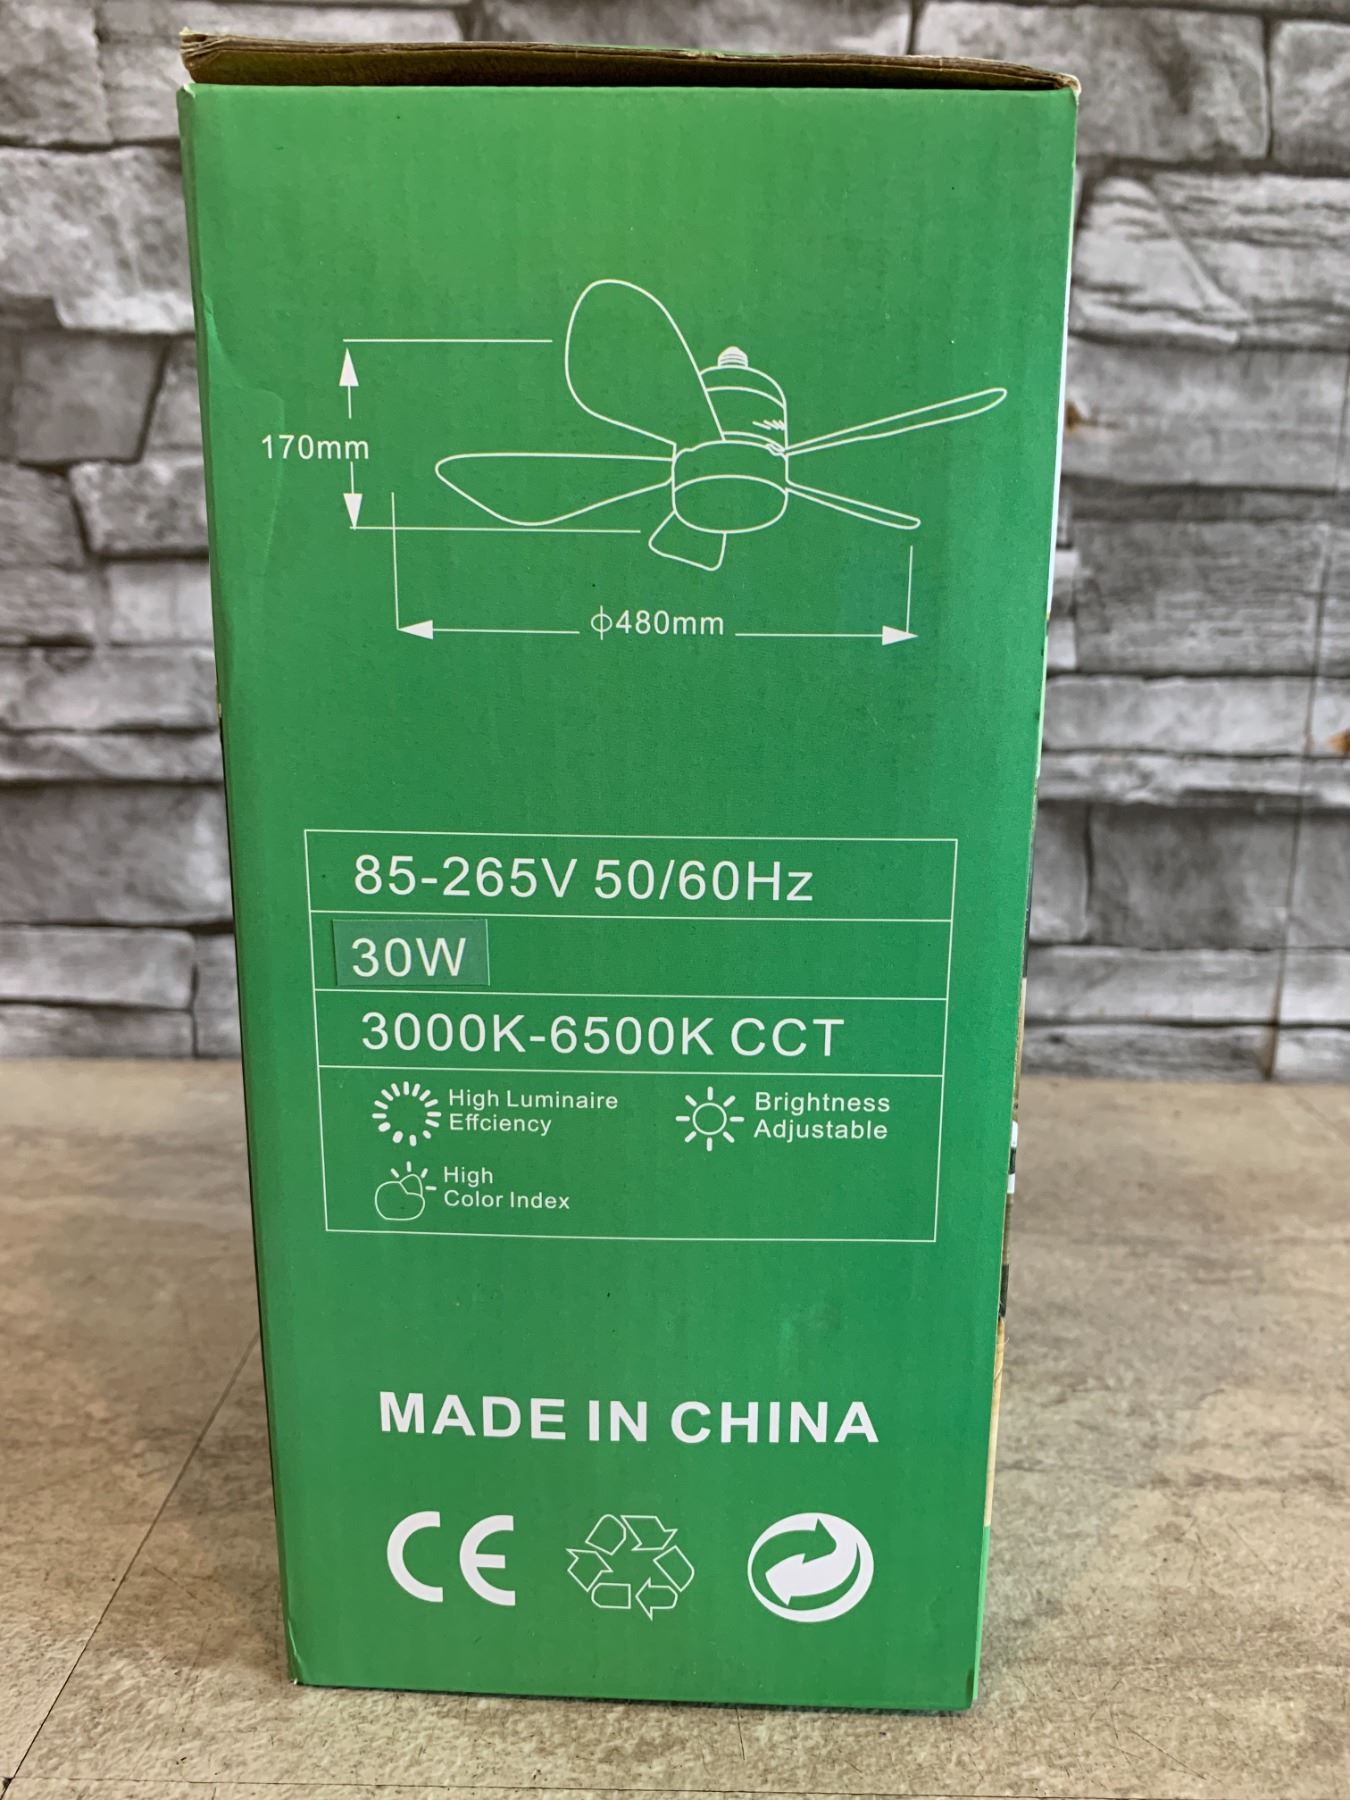 170mm
ф480mm
85-265V 50/60Hz
30W
3000K-6500K CCT
High Luminaire
Effciency
Brightness
Adjustable
High
Color Index
MADE IN CHINA
CE